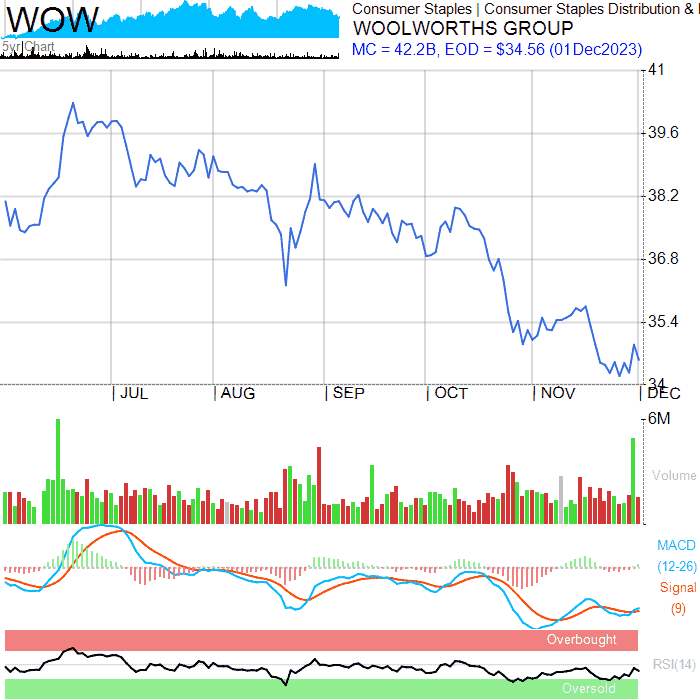 WOW
5yr Chart
Consumer Staples | Consumer Staples Distribution &
WOOLWORTHS GROUP
MC = 42.2B, EOD = $34.56 (01Dec2023)
41
39.6
38.2
36.8
35.4
34
JUL AUG SEP OCT NOV DEC
6M
Volume
MACD
(12-26)
Signal
(9)
Overbought
RSI(14)
Oversold